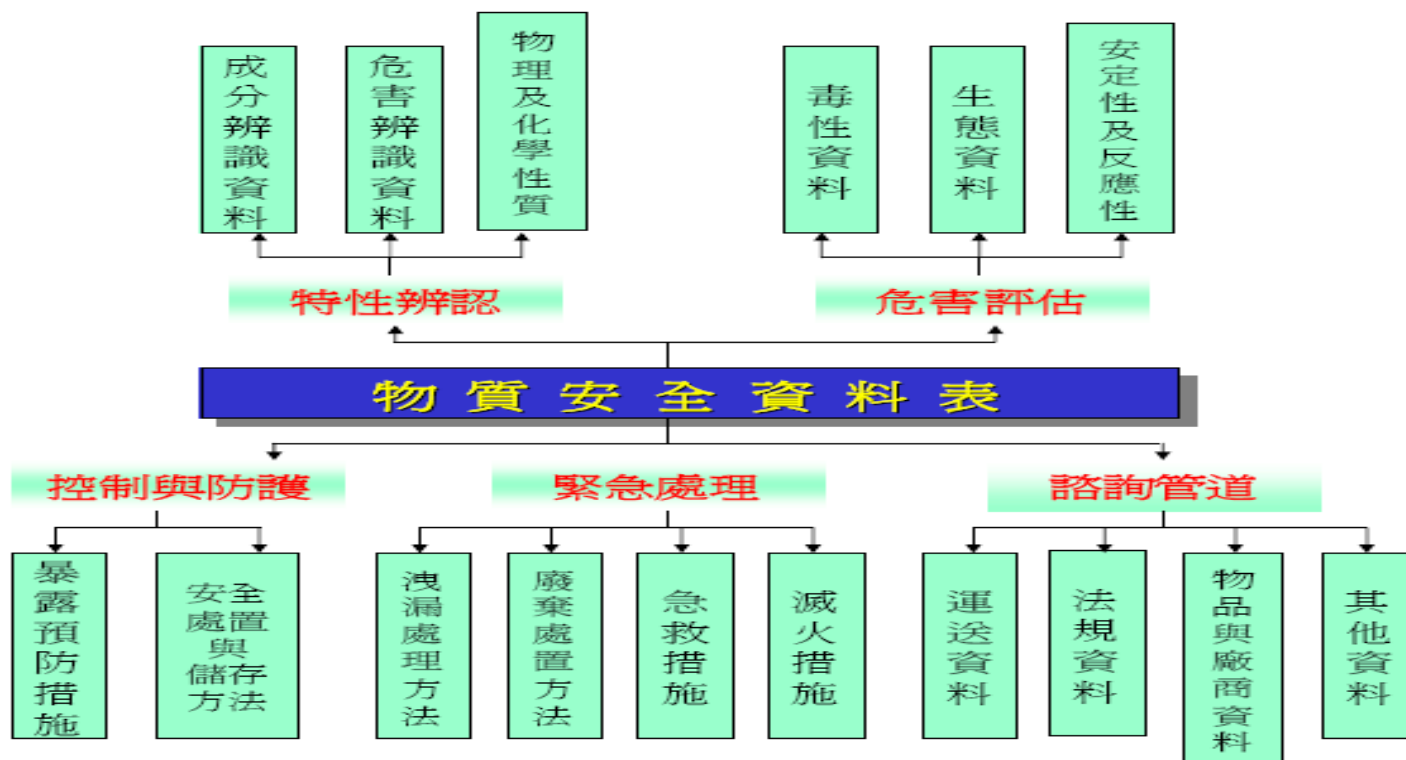 成分辨識資料
危害辨識資料
物理及化學性質
毒性資料
生態資料
安定性及反應性
特性辨認
危害評估
物質安全資料表
控制與防護
緊急處理
諮詢管道
暴露預防措施
安全處置與儲存方法
洩漏處理方法
廢棄處置方法
急救措施
滅火措施
運送資料
法規資料
物品與廠商資料
其他資料